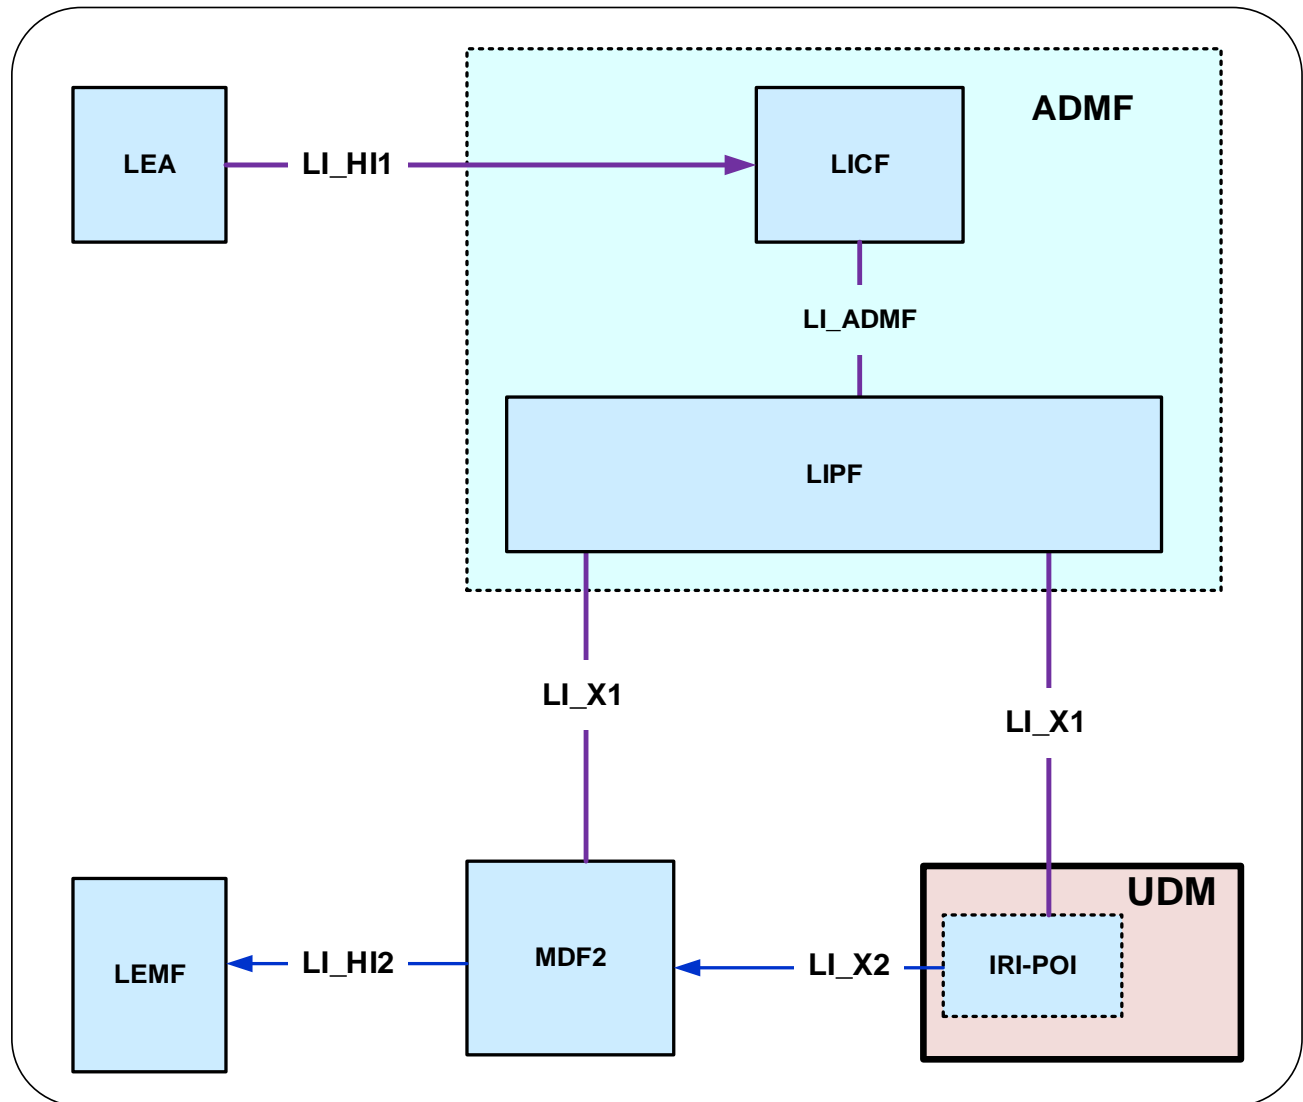 ADMF
LEA
LI_HI1
LICF
LI_ADMF
LIPF
LI_X1
LI_X1
UDM
LEMF
LI_HI2
MDF2
LI_X2
IRI-POI